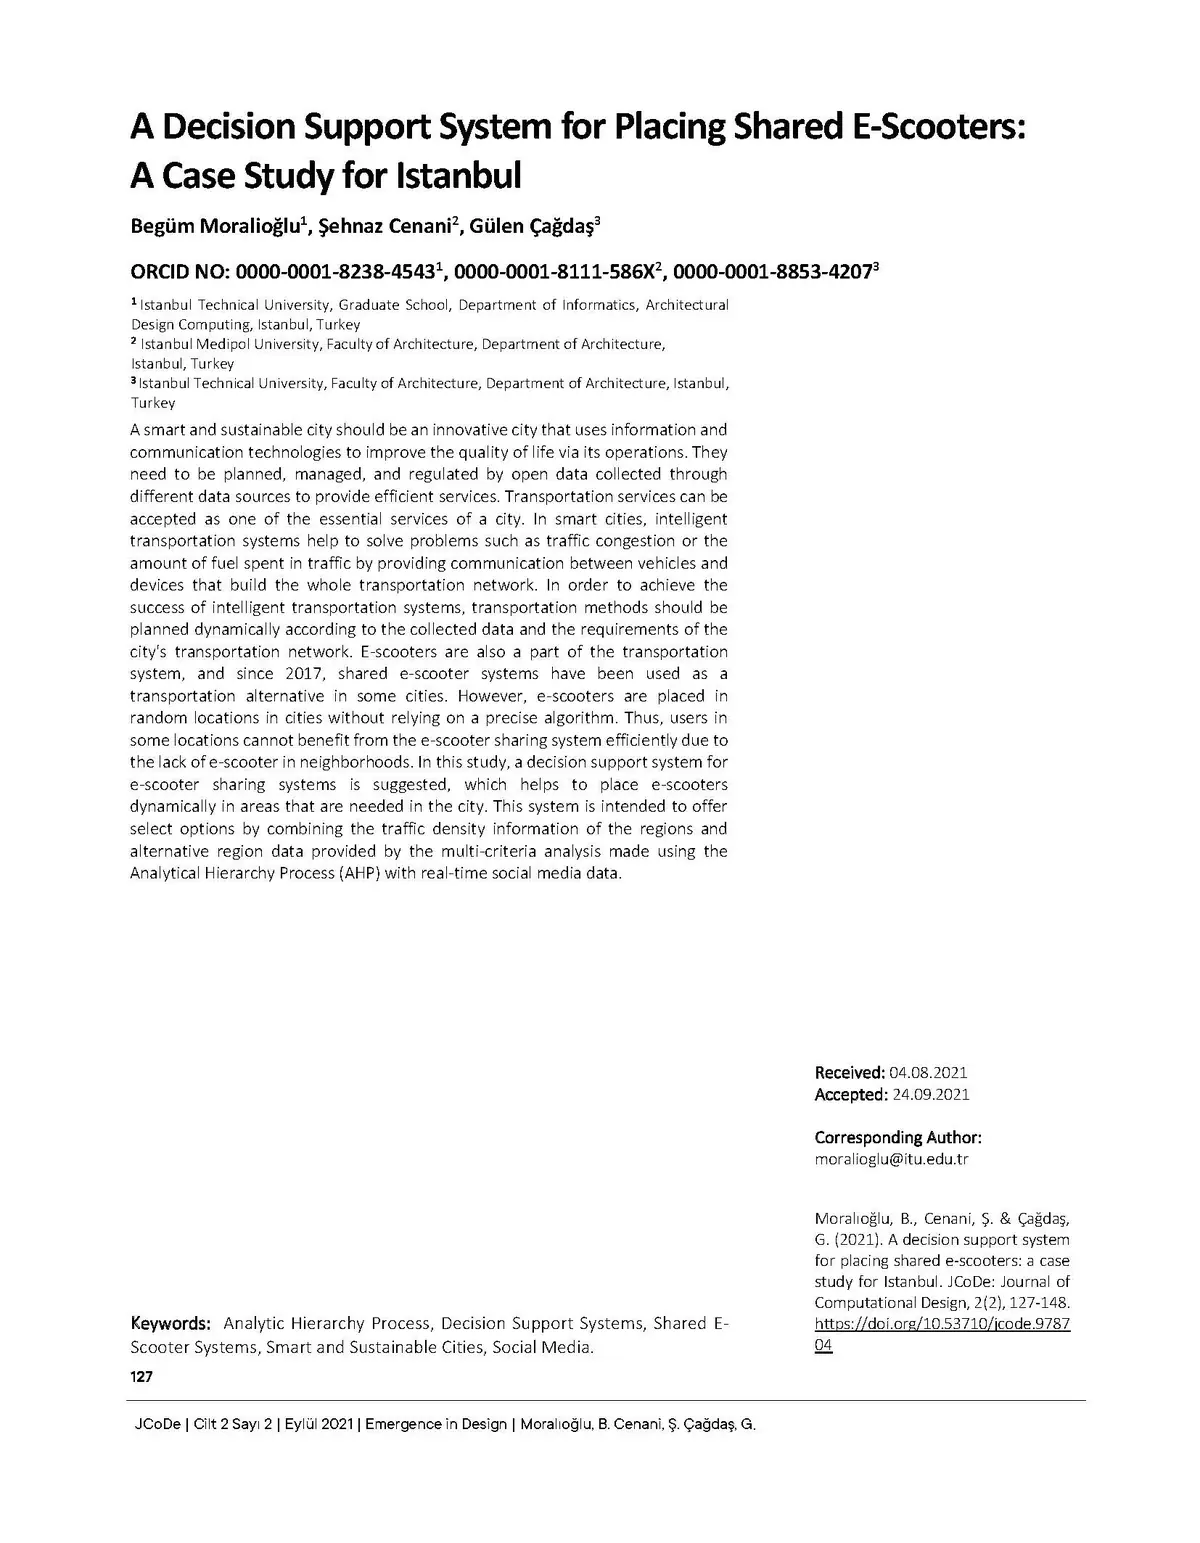 A Decision Support System for Placing Shared E-Scooters:
A Case Study for Istanbul
Begüm Moralioğlu¹, Şehnaz Cenani², Gülen Çağdaş³
ORCID NO: 0000-0001-8238-4543¹, 0000-0001-8111-586X², 0000-0001-8853-4207³
¹ Istanbul Technical University, Graduate School, Department of Informatics, Architectural
Design Computing, Istanbul, Turkey
² Istanbul Medipol University, Faculty of Architecture, Department of Architecture,
Istanbul, Turkey
³ Istanbul Technical University, Faculty of Architecture, Department of Architecture, Istanbul,
Turkey
A smart and sustainable city should be an innovative city that uses information and
communication technologies to improve the quality of life via its operations. They
need to be planned, managed, and regulated by open data collected through
different data sources to provide efficient services. Transportation services can be
accepted as one of the essential services of a city. In smart cities, intelligent
transportation systems help to solve problems such as traffic congestion or the
amount of fuel spent in traffic by providing communication between vehicles and
devices that build the whole transportation network. In order to achieve the
success of intelligent transportation systems, transportation methods should be
planned dynamically according to the collected data and the requirements of the
city's transportation network. E-scooters are also a part of the transportation
system, and since 2017, shared e-scooter systems have been used as a
transportation alternative in some cities. However, e-scooters are placed in
random locations in cities without relying on a precise algorithm. Thus, users in
some locations cannot benefit from the e-scooter sharing system efficiently due to
the lack of e-scooter in neighborhoods. In this study, a decision support system for
e-scooter sharing systems is suggested, which helps to place e-scooters
dynamically in areas that are needed in the city. This system is intended to offer
select options by combining the traffic density information of the regions and
alternative region data provided by the multi-criteria analysis made using the
Analytical Hierarchy Process (AHP) with real-time social media data.
Received: 04.08.2021
Accepted: 24.09.2021
Corresponding Author:
moralioglu@itu.edu.tr
Moralıoğlu, B., Cenani, Ş. & Çağdaş,
G. (2021). A decision support system
for placing shared e-scooters: a case
study for Istanbul. JCoDe: Journal of
Computational Design, 2(2), 127-148.
https://doi.org/10.53710/jcode.9787
04
Keywords: Analytic Hierarchy Process, Decision Support Systems, Shared E-
Scooter Systems, Smart and Sustainable Cities, Social Media.
127
JCoDe | Cilt 2 Sayı 2 | Eylül 2021 | Emergence in Design | Moralıoğlu, B. Cenani, Ş. Çağdaş, G.